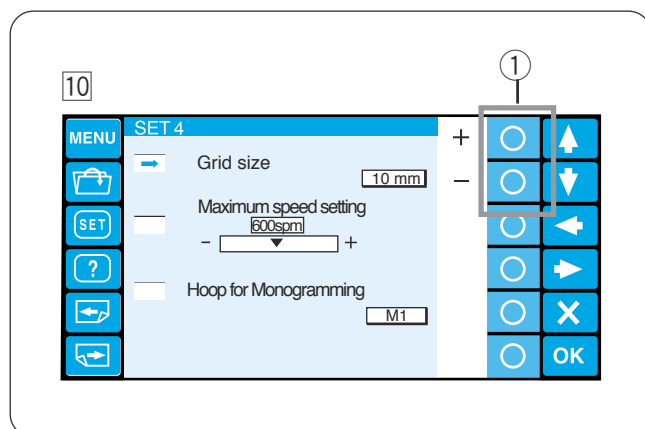 ①
10
MENU
SET 4
+
Grid size
10 mm
−
Maximum speed setting
SET
600spm
- +
?
Hoop for Monogramming
M1
X
OK